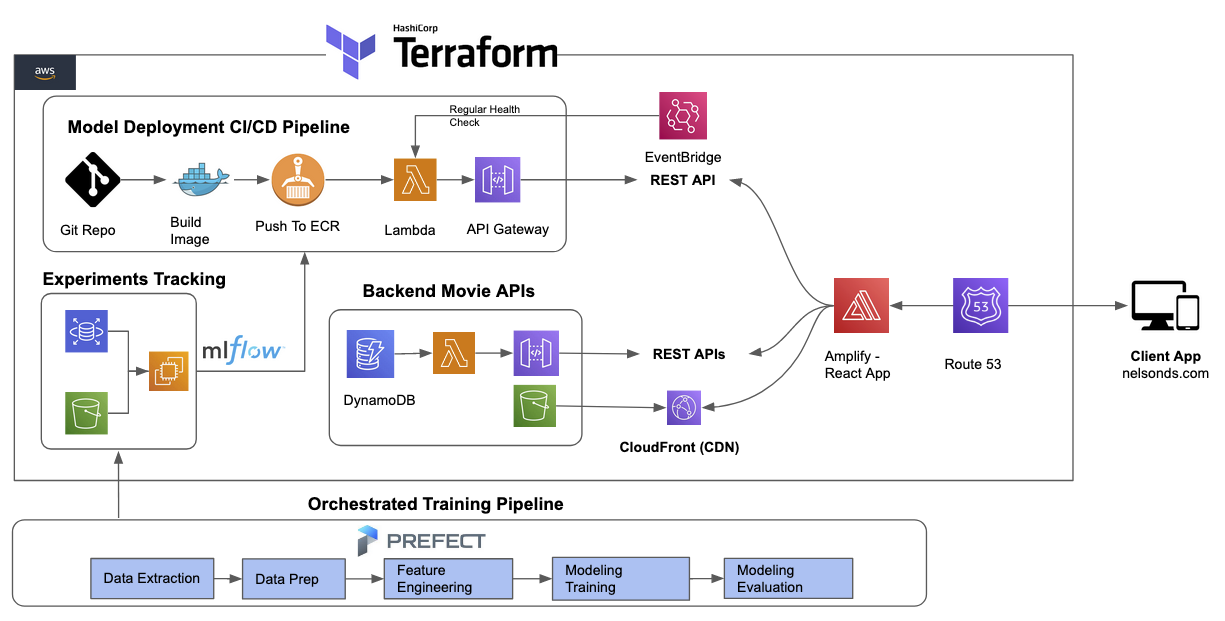 HashiCorp
Terraform
aws
Model Deployment CI/CD Pipeline
Regular Health
Check
EventBridge
REST API
Git Repo
Build
Image
Push To ECR
Lambda
API Gateway
Experiments Tracking
mlflow
Backend Movie APIs
DynamoDB
REST APIs
CloudFront (CDN)
Amplify -
React App
53
Route 53
Client App
nelsonds.com
Orchestrated Training Pipeline
PREFECT
Data Extraction
Data Prep
Feature
Engineering
Modeling
Training
Modeling
Evaluation